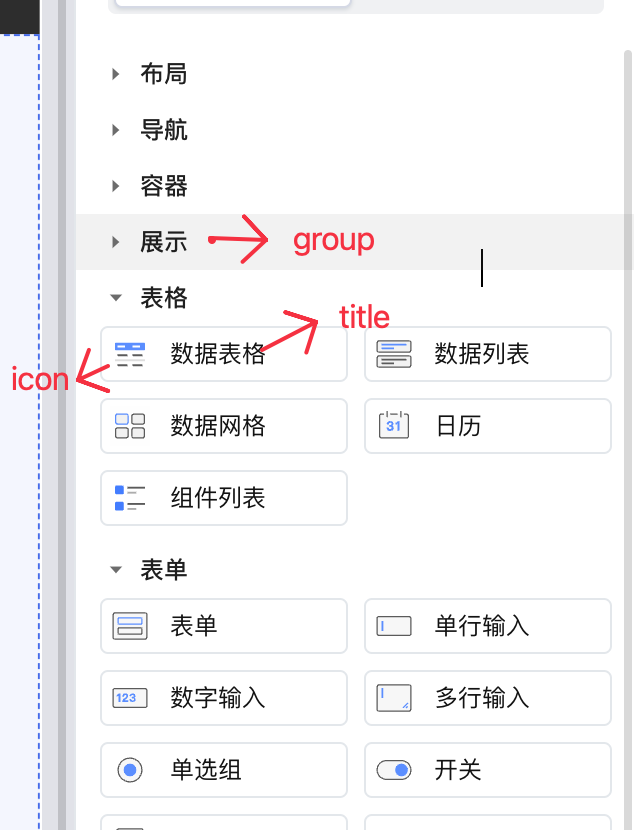 布局
导航
容器
展示 group
表格
title
数据表格 数据列表
icon
数据网格 31 日历
组件列表
表单
表单 单行输入
123 数字输入 多行输入
单选组 开关